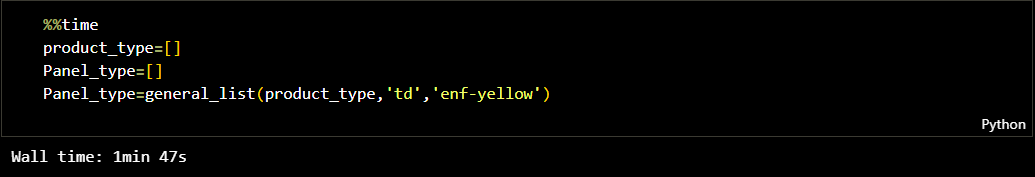 %%time
product_type=[]
Panel_type=[]
Panel_type=general_list(product_type,'td','enf-yellow')
Python
Wall time: 1min 47s